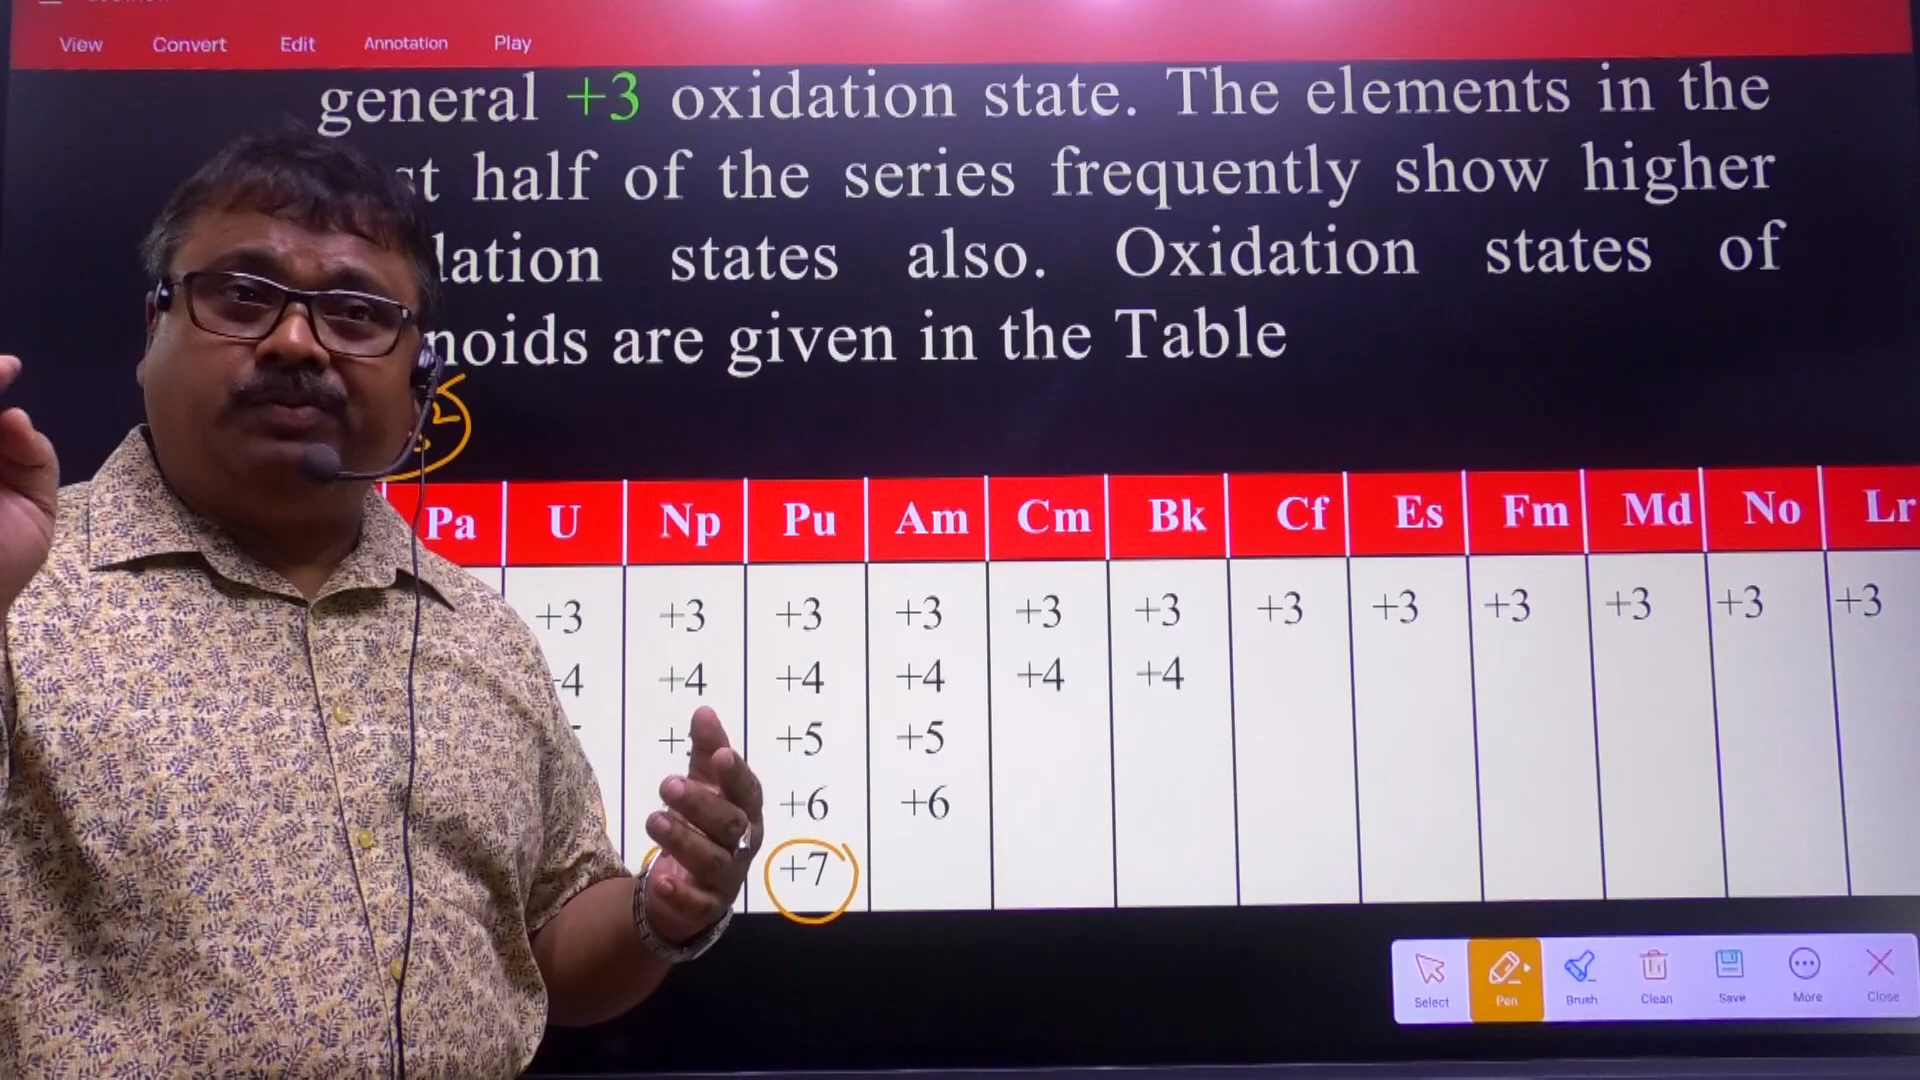 View Convert Edit Annotation Play
general +3 oxidation state. The elements in the
half of the series frequently show higher
states also. Oxidation states of
are given in the Table
Pa U Np Pu Am Cm Bk Cf Es Fm Md No Lr
+3 +3 +3 +3 +3 +3 +3 +3 +3 +3 +3 +3
+4 +4 +4 +4 +4 +4
+5 +5
+6 +6
+7
Select Pen Brush Clean Save More Close